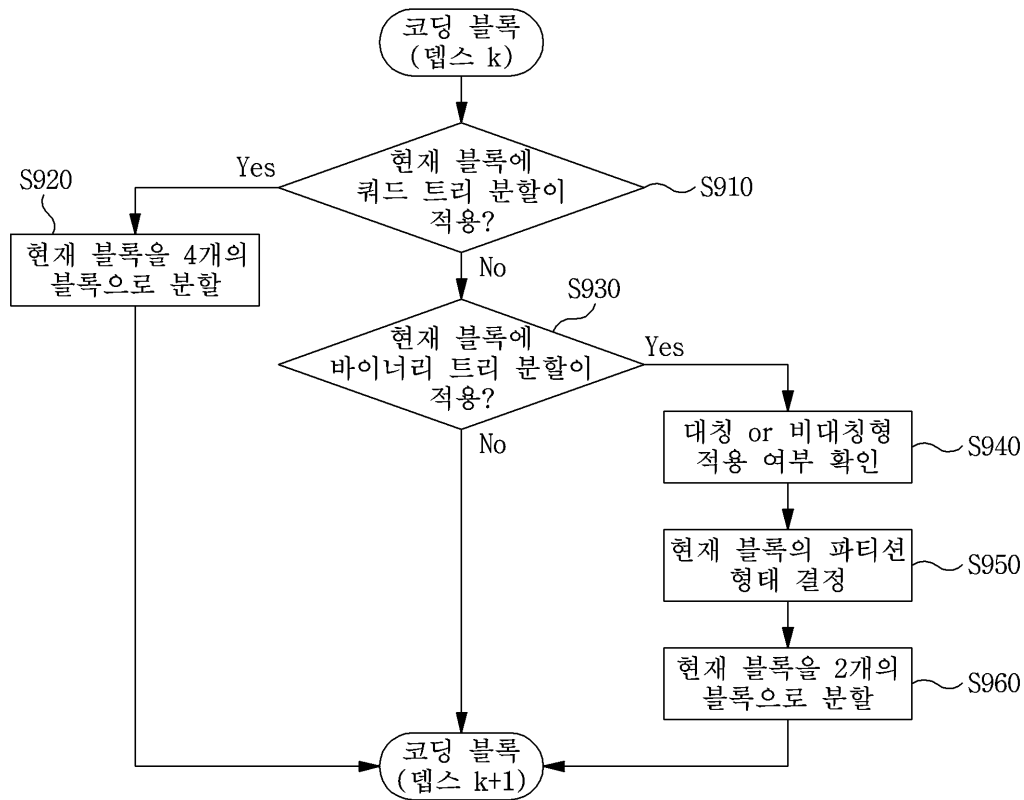 코딩 블록
(뎁스 k)
현재 블록에
쿼드 트리 분할이
적용?
S910
Yes
S920
현재 블록을 4개의
블록으로 분할
No
S930
현재 블록에
바이너리 트리 분할이
적용?
Yes
No
대칭 or 비대칭형
적용 여부 확인
S940
현재 블록의 파티션
형태 결정
S950
현재 블록을 2개의
블록으로 분할
S960
코딩 블록
(뎁스 k+1)